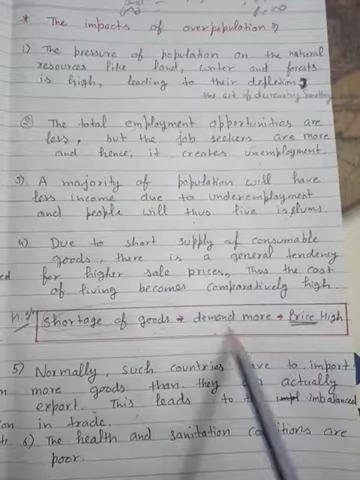 * The impacts of overpopulation ⇒
1) The pressure of population on the natural
resources like land, water and forests
is high, leading to their depletion
the act of decreasing something
2) The total employment opportunities are
less, but the job seekers are more
and hence, it creates unemployment.
3) A majority of population will have
less income due to underemployment
and people will thus live in slums.
4) Due to short supply of consumable
goods, there is a general tendency
for higher sale prices, Thus the cost
of living becomes comparatively high.
Shortage of goods → demand more → Price High
5) Normally, such countries have to import
more goods than they can actually
export. This leads to imbalanced
in trade.
6) The health and sanitation conditions are
poor.